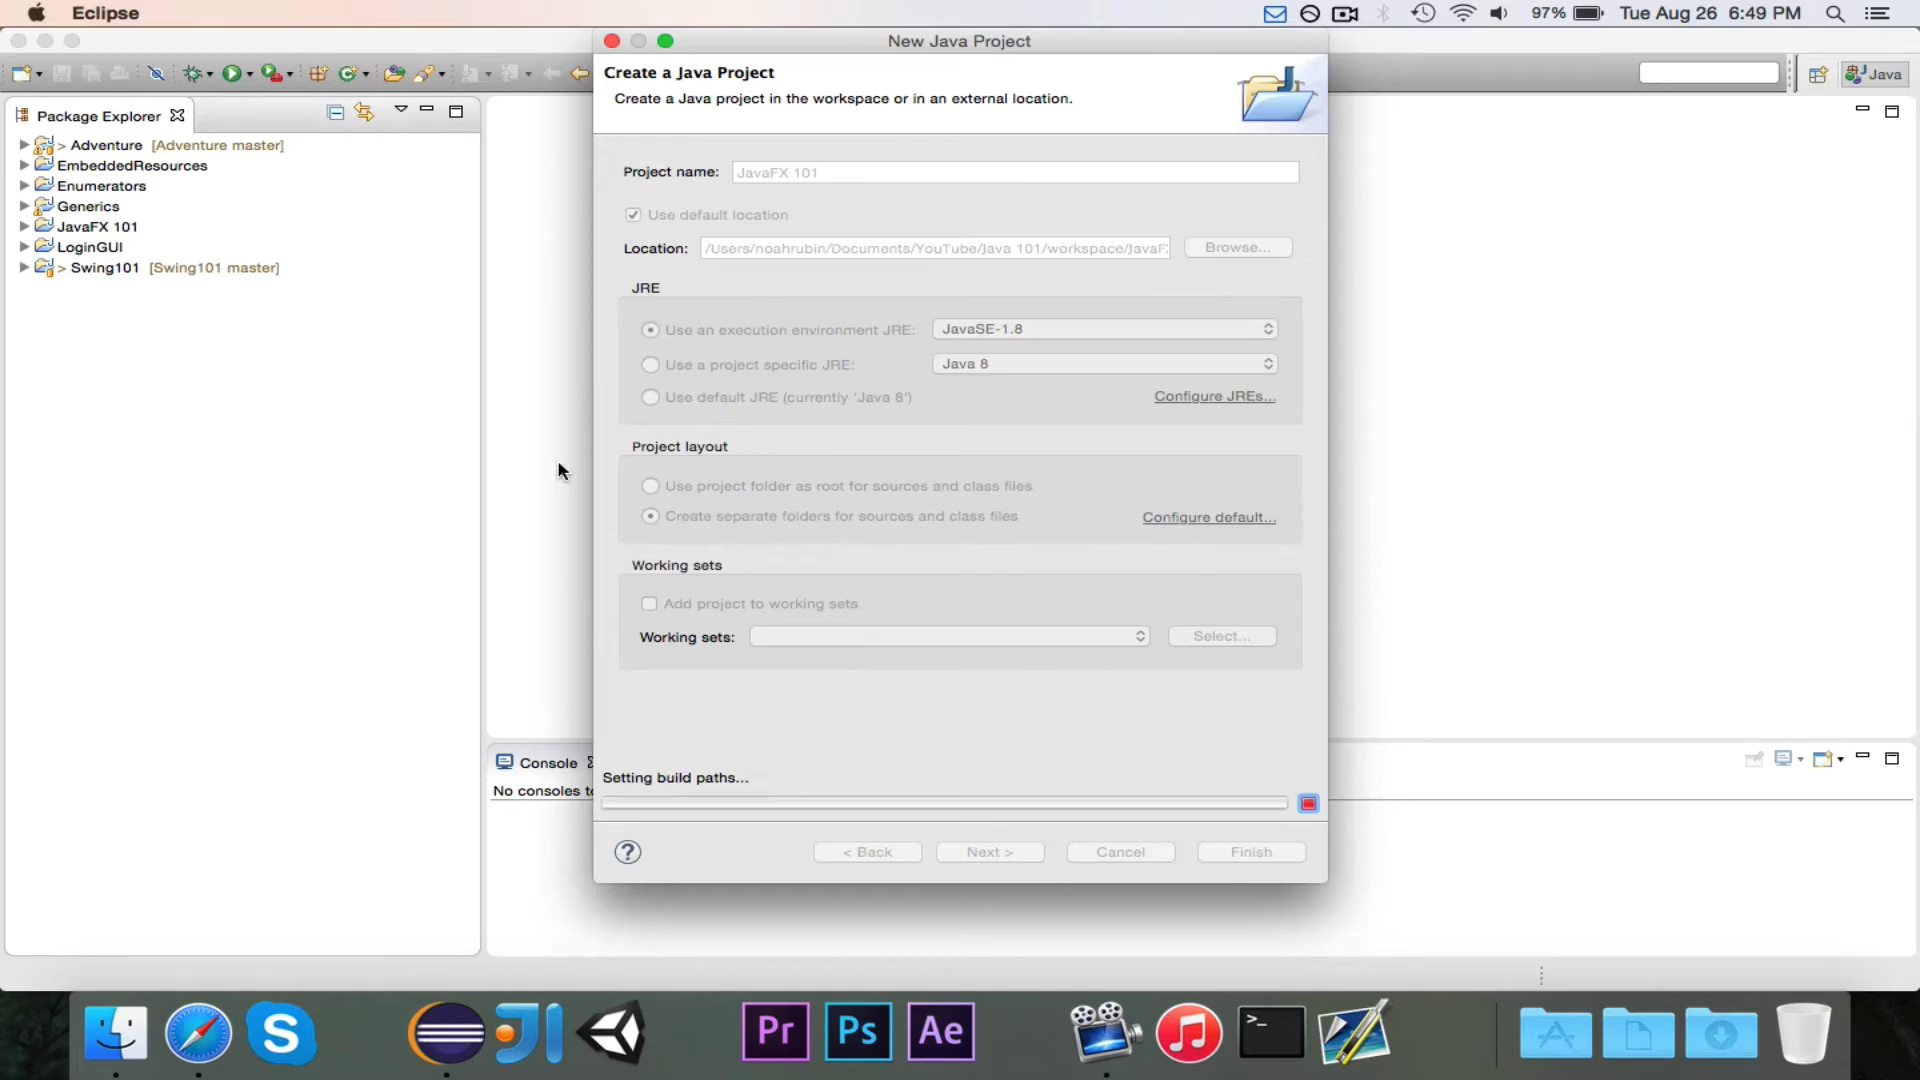 Eclipse
97% Tue Aug 26 6:49 PM
New Java Project
Create a Java Project
Create a Java project in the workspace or in an external location.
Java
Package Explorer
> Adventure [Adventure master]
EmbeddedResources
Enumerators
Generics
JavaFX 101
LoginGUI
> Swing101 [Swing101 master]
Project name: JavaFX 101
Use default location
Location: /Users/noahrubin/Documents/YouTube/Java 101/workspace/JavaF
Browse...
JRE
Use an execution environment JRE: JavaSE-1.8
Use a project specific JRE: Java 8
Use default JRE (currently 'Java 8') Configure JREs...
Project layout
Use project folder as root for sources and class files
Create separate folders for sources and class files Configure default...
Working sets
Add project to working sets
Working sets: Select...
Console
No consoles to
Setting build paths...
? < Back Next > Cancel Finish
S JI Pr Ps Ae >_